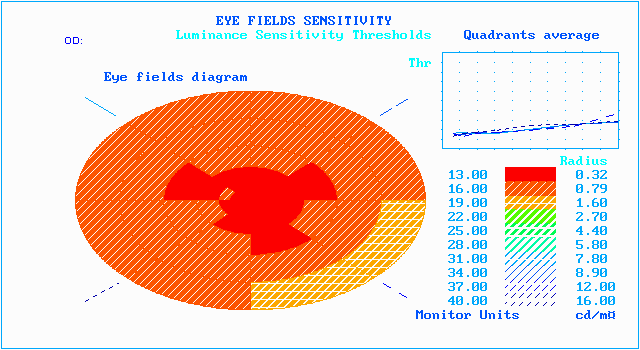 EYE FIELDS SENSITIVITY
Luminance Sensitivity Thresholds
Quadrants average
OD:
Thr
Eye fields diagram
Radius
13.00 0.32
16.00 0.79
19.00 1.60
22.00 2.70
25.00 4.40
28.00 5.80
31.00 7.80
34.00 8.90
37.00 12.00
40.00 16.00
Monitor Units cd/m¤